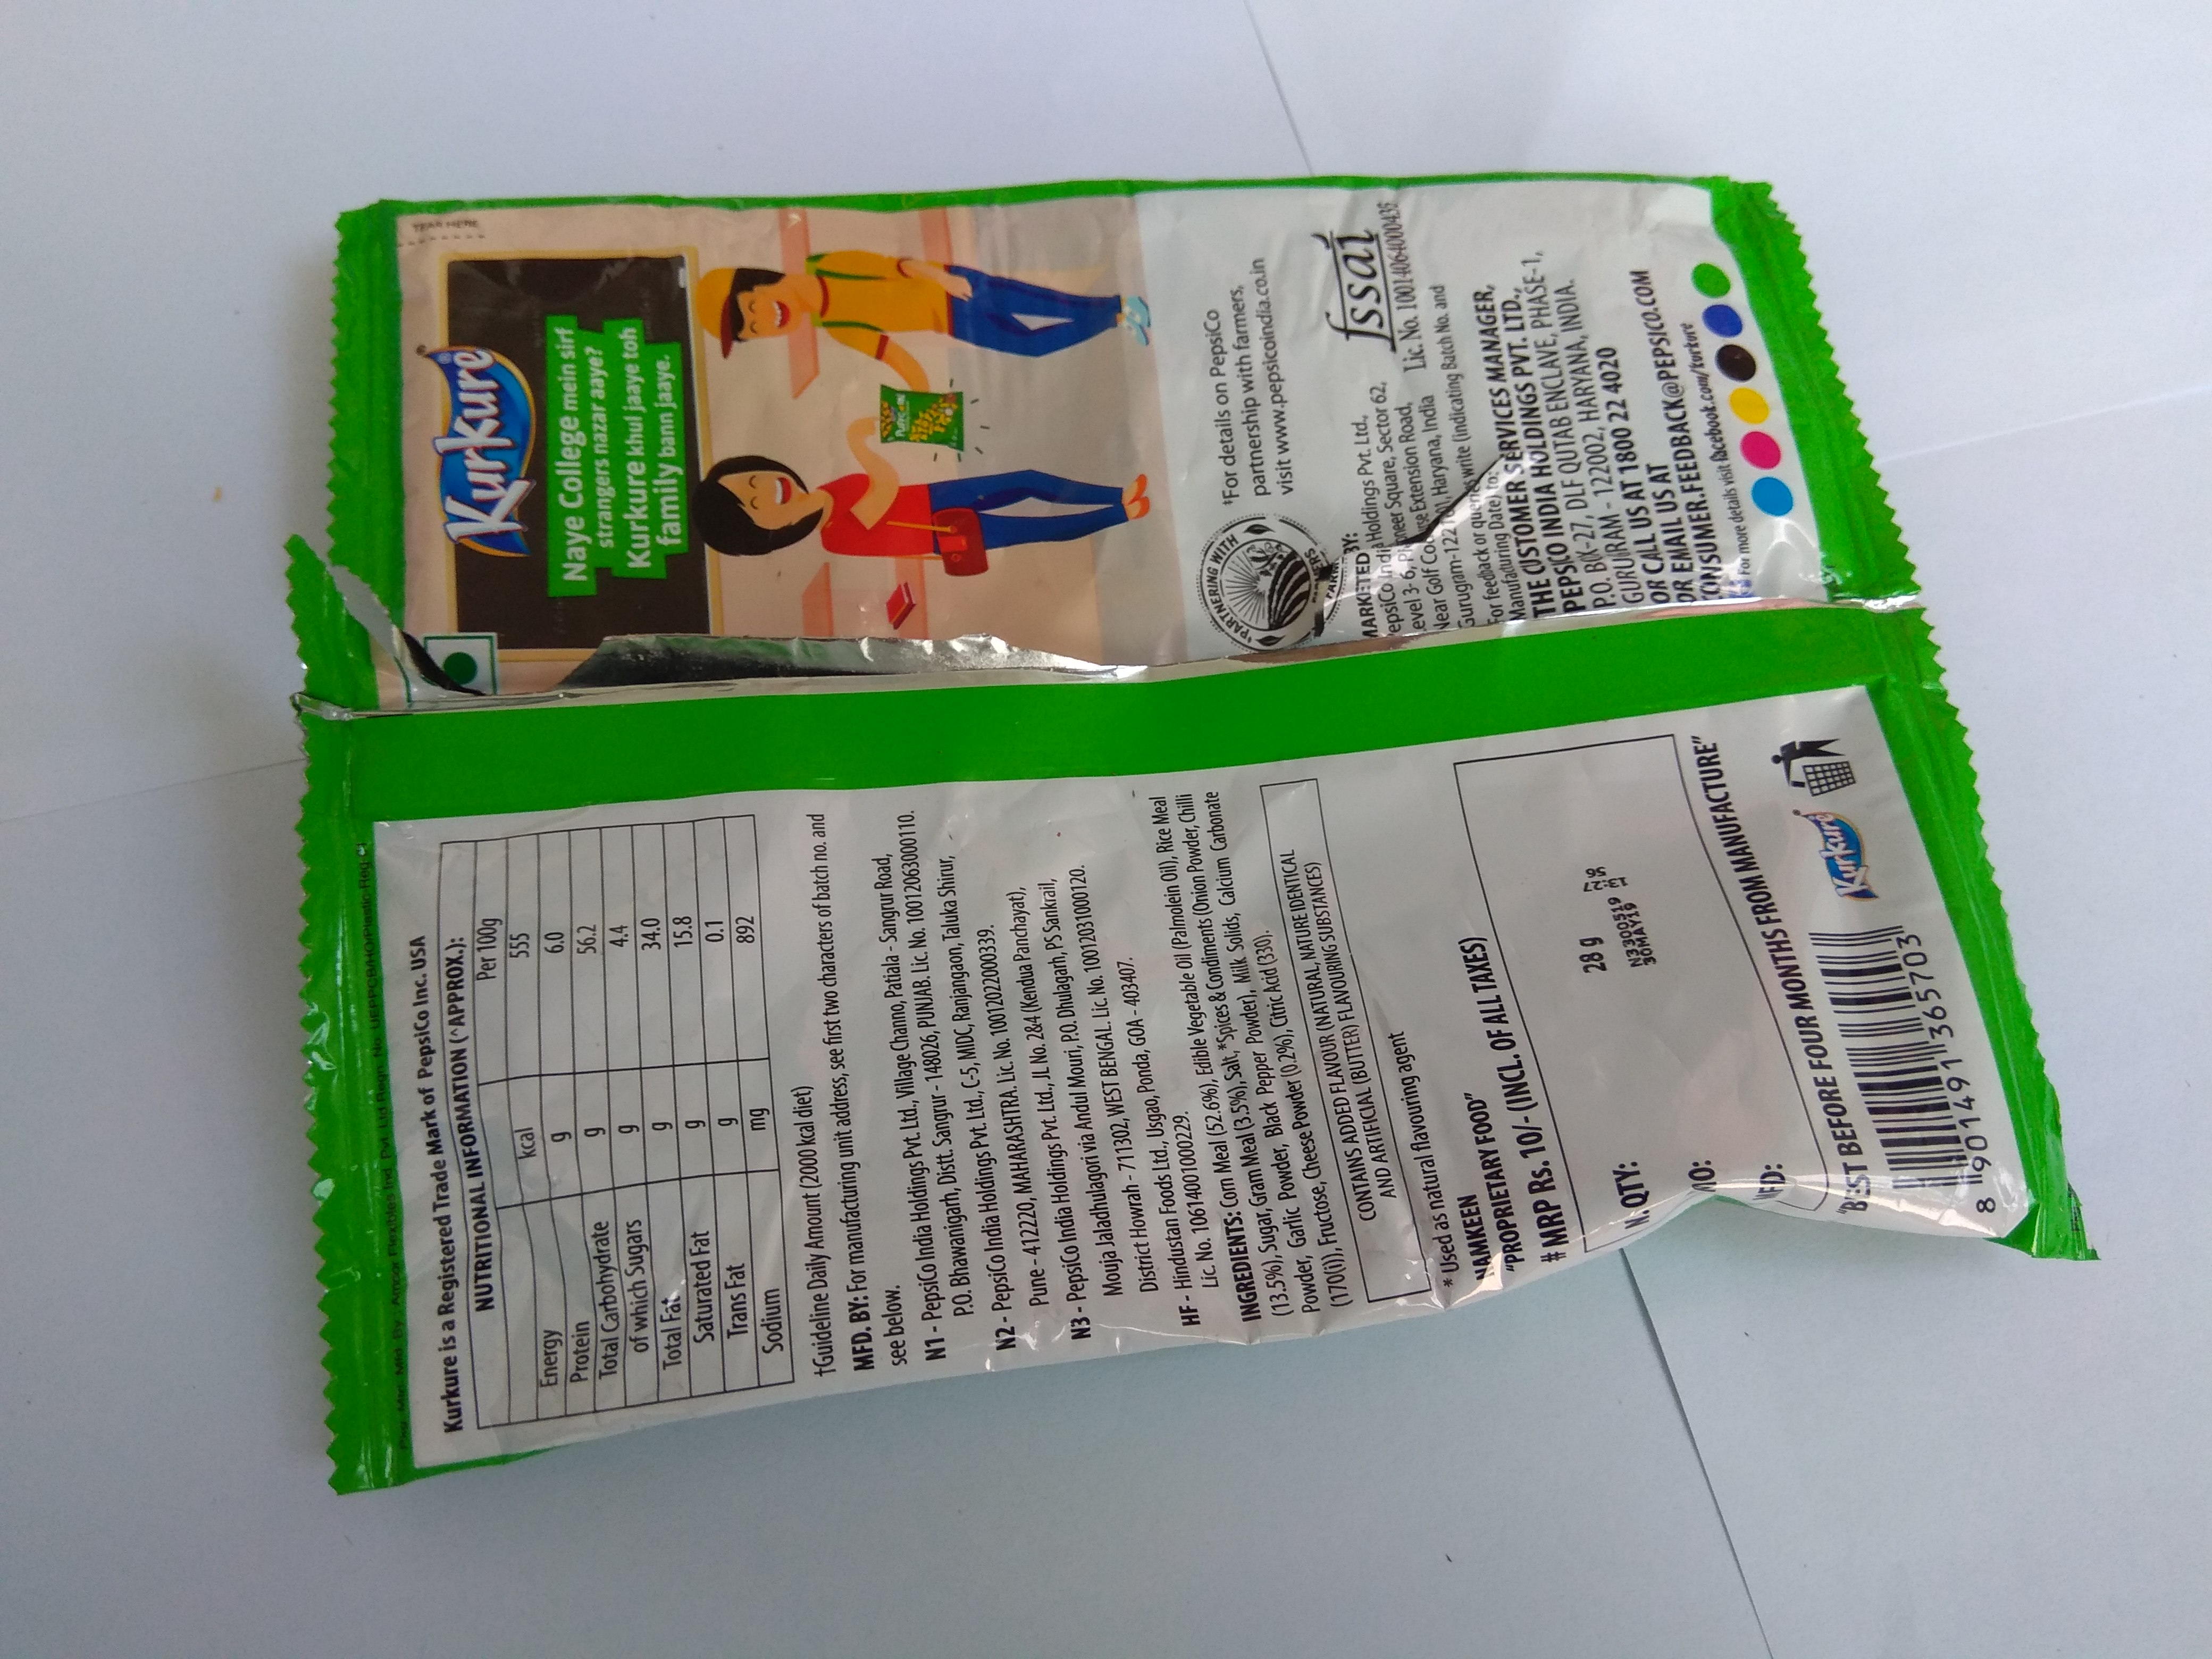 Kurkure is a Registered Trade Mark of PepsiCo Inc. USA
NUTRITIONAL INFORMATION (^APPROX.):
Per 100g
Energy kcal 555
Protein g 6.0
Total Carbohydrate g 56.2
of which Sugars g 4.4
Total Fat g 34.0
Saturated Fat g 15.8
Trans Fat g 0.1
Sodium mg 892
†Guideline Daily Amount (2000 kcal diet)
MFD. BY: For manufacturing unit address, see first two characters of batch no. and
see below.
N1 - PepsiCo India Holdings Pvt. Ltd., Village Channo, Patiala - Sangrur Road,
P.O. Bhawanigarh, Distt. Sangrur - 148026, PUNJAB. Lic. No. 10012063000110.
N2 - PepsiCo India Holdings Pvt. Ltd., C-5, MIDC, Ranjangaon, Taluka Shirur,
Pune - 412220, MAHARASHTRA. Lic. No. 10012022000339.
N3 - PepsiCo India Holdings Pvt. Ltd., JL No. 2&4 (Kendua Panchayat),
Mouja Jaladhulagori via Andul Mouri, P.O. Dhulagarh, PS Sankrail,
District Howrah - 711302, WEST BENGAL. Lic. No. 10012031000120.
HF - Hindustan Foods Ltd., Usgao, Ponda, GOA - 403407.
Lic. No. 10614001000229.
INGREDIENTS: Corn Meal (52.6%), Edible Vegetable Oil (Palmolein Oil), Rice Meal
(13.5%), Sugar, Gram Meal (3.5%), Salt, *Spices & Condiments (Onion Powder, Chilli
Powder, Garlic Powder, Black Pepper Powder), Milk Solids, Calcium Carbonate
(170(i)), Fructose, Cheese Powder (0.2%), Citric Acid (330).
CONTAINS ADDED FLAVOUR (NATURAL, NATURE IDENTICAL
AND ARTIFICIAL (BUTTER) FLAVOURING SUBSTANCES)
* Used as natural flavouring agent
NAMKEEN
"PROPRIETARY FOOD"
# MRP Rs. 10/- (INCL. OF ALL TAXES)
N.QTY: 28 g
NO: N3300519 13:27
FD: 30MAY19 56
"BEST BEFORE FOUR MONTHS FROM MANUFACTURE"
8 901491 365703
Kurkure
TEAR HERE
Kurkure
Naye College mein sirf
strangers nazar aaye?
Kurkure khul jaaye toh
family bann jaaye.
PARTNERING WITH
FARMERS
‡For details on PepsiCo
partnership with farmers,
visit www.pepsicoindia.co.in
fssai
Lic. No. 10014064000435
MARKETED BY:
PepsiCo India Holdings Pvt. Ltd.,
Level 3-6, Pioneer Square, Sector 62,
Near Golf Course Extension Road,
Gurugram-122101, Haryana, India
For feedback or queries write (indicating Batch No. and
Manufacturing Date) to:
THE CUSTOMER SERVICES MANAGER,
PEPSICO INDIA HOLDINGS PVT. LTD.,
P.O. BOX-27, DLF QUTAB ENCLAVE, PHASE-1,
GURUGRAM - 122002, HARYANA, INDIA.
OR CALL US AT 1800 22 4020
OR EMAIL US AT
CONSUMER.FEEDBACK@PEPSICO.COM
For more details visit facebook.com/kurkure